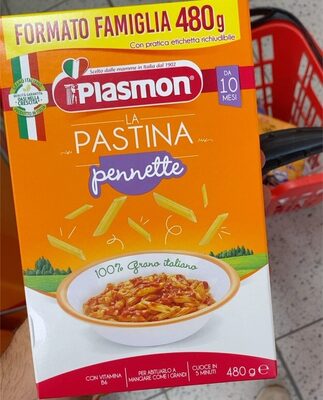 FORMATO FAMIGLIA 480g
Con pratica etichetta richiudibile
Scelto dalle mamme in Italia dal 1902
Plasmon
DA
10
MESI
LA
PASTINA
pennette
100% Grano italiano
CON VITAMINA
B6
PER ABITUARLO A
MANGIARE COME I GRANDI
CUOCE IN
5 MINUTI
480 g e